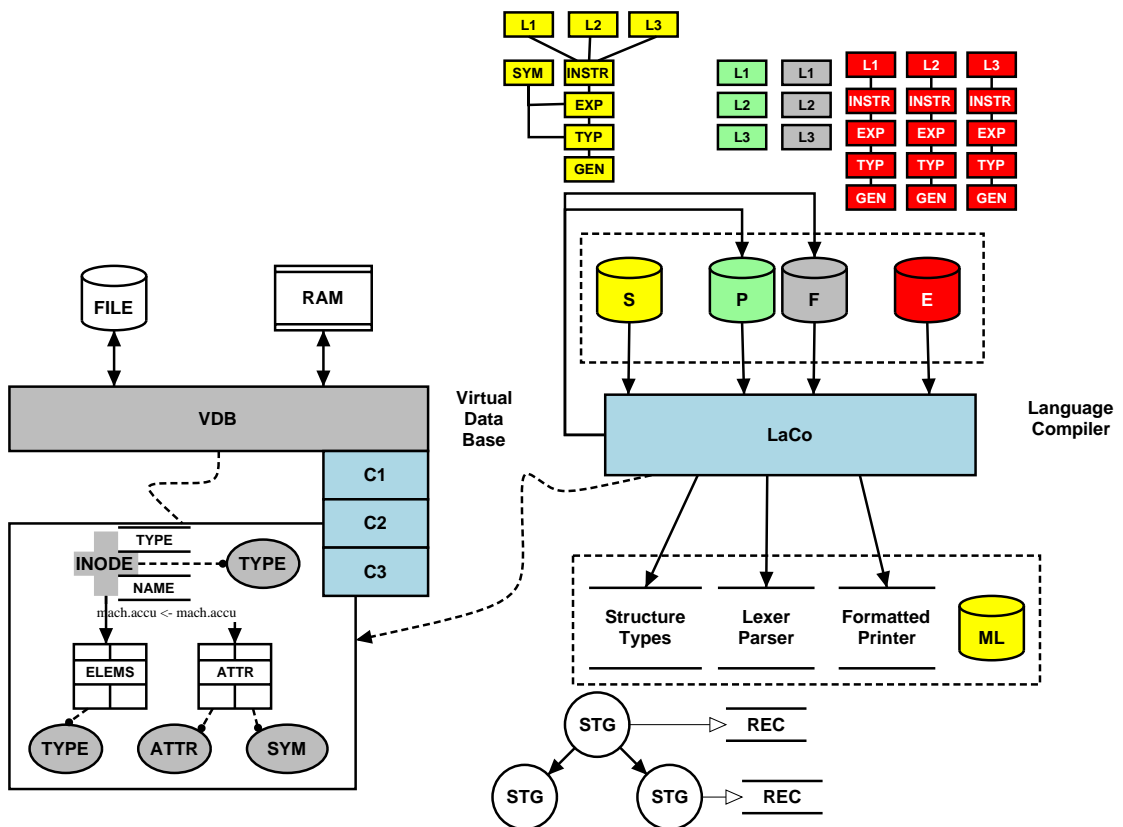 L1 L2 L3
SYM INSTR
EXP
TYP
GEN
L1 L1
L2 L2
L3 L3
L1 L2 L3
INSTR INSTR INSTR
EXP EXP EXP
TYP TYP TYP
GEN GEN GEN
S P F E
FILE RAM
VDB
Virtual
Data
Base
LaCo
Language
Compiler
C1
C2
C3
TYPE
INODE
TYPE
NAME
mach.accu <- mach.accu
ELEMS ATTR
TYPE ATTR SYM
Structure
Types
Lexer
Parser
Formatted
Printer
ML
STG REC
STG STG REC